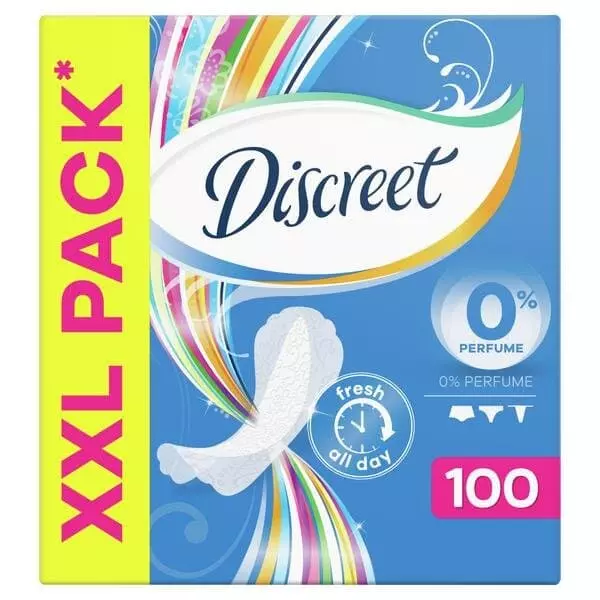 XXL PACK*
Discreet
0%
PERFUME
0% PERFUME
fresh
all day
100